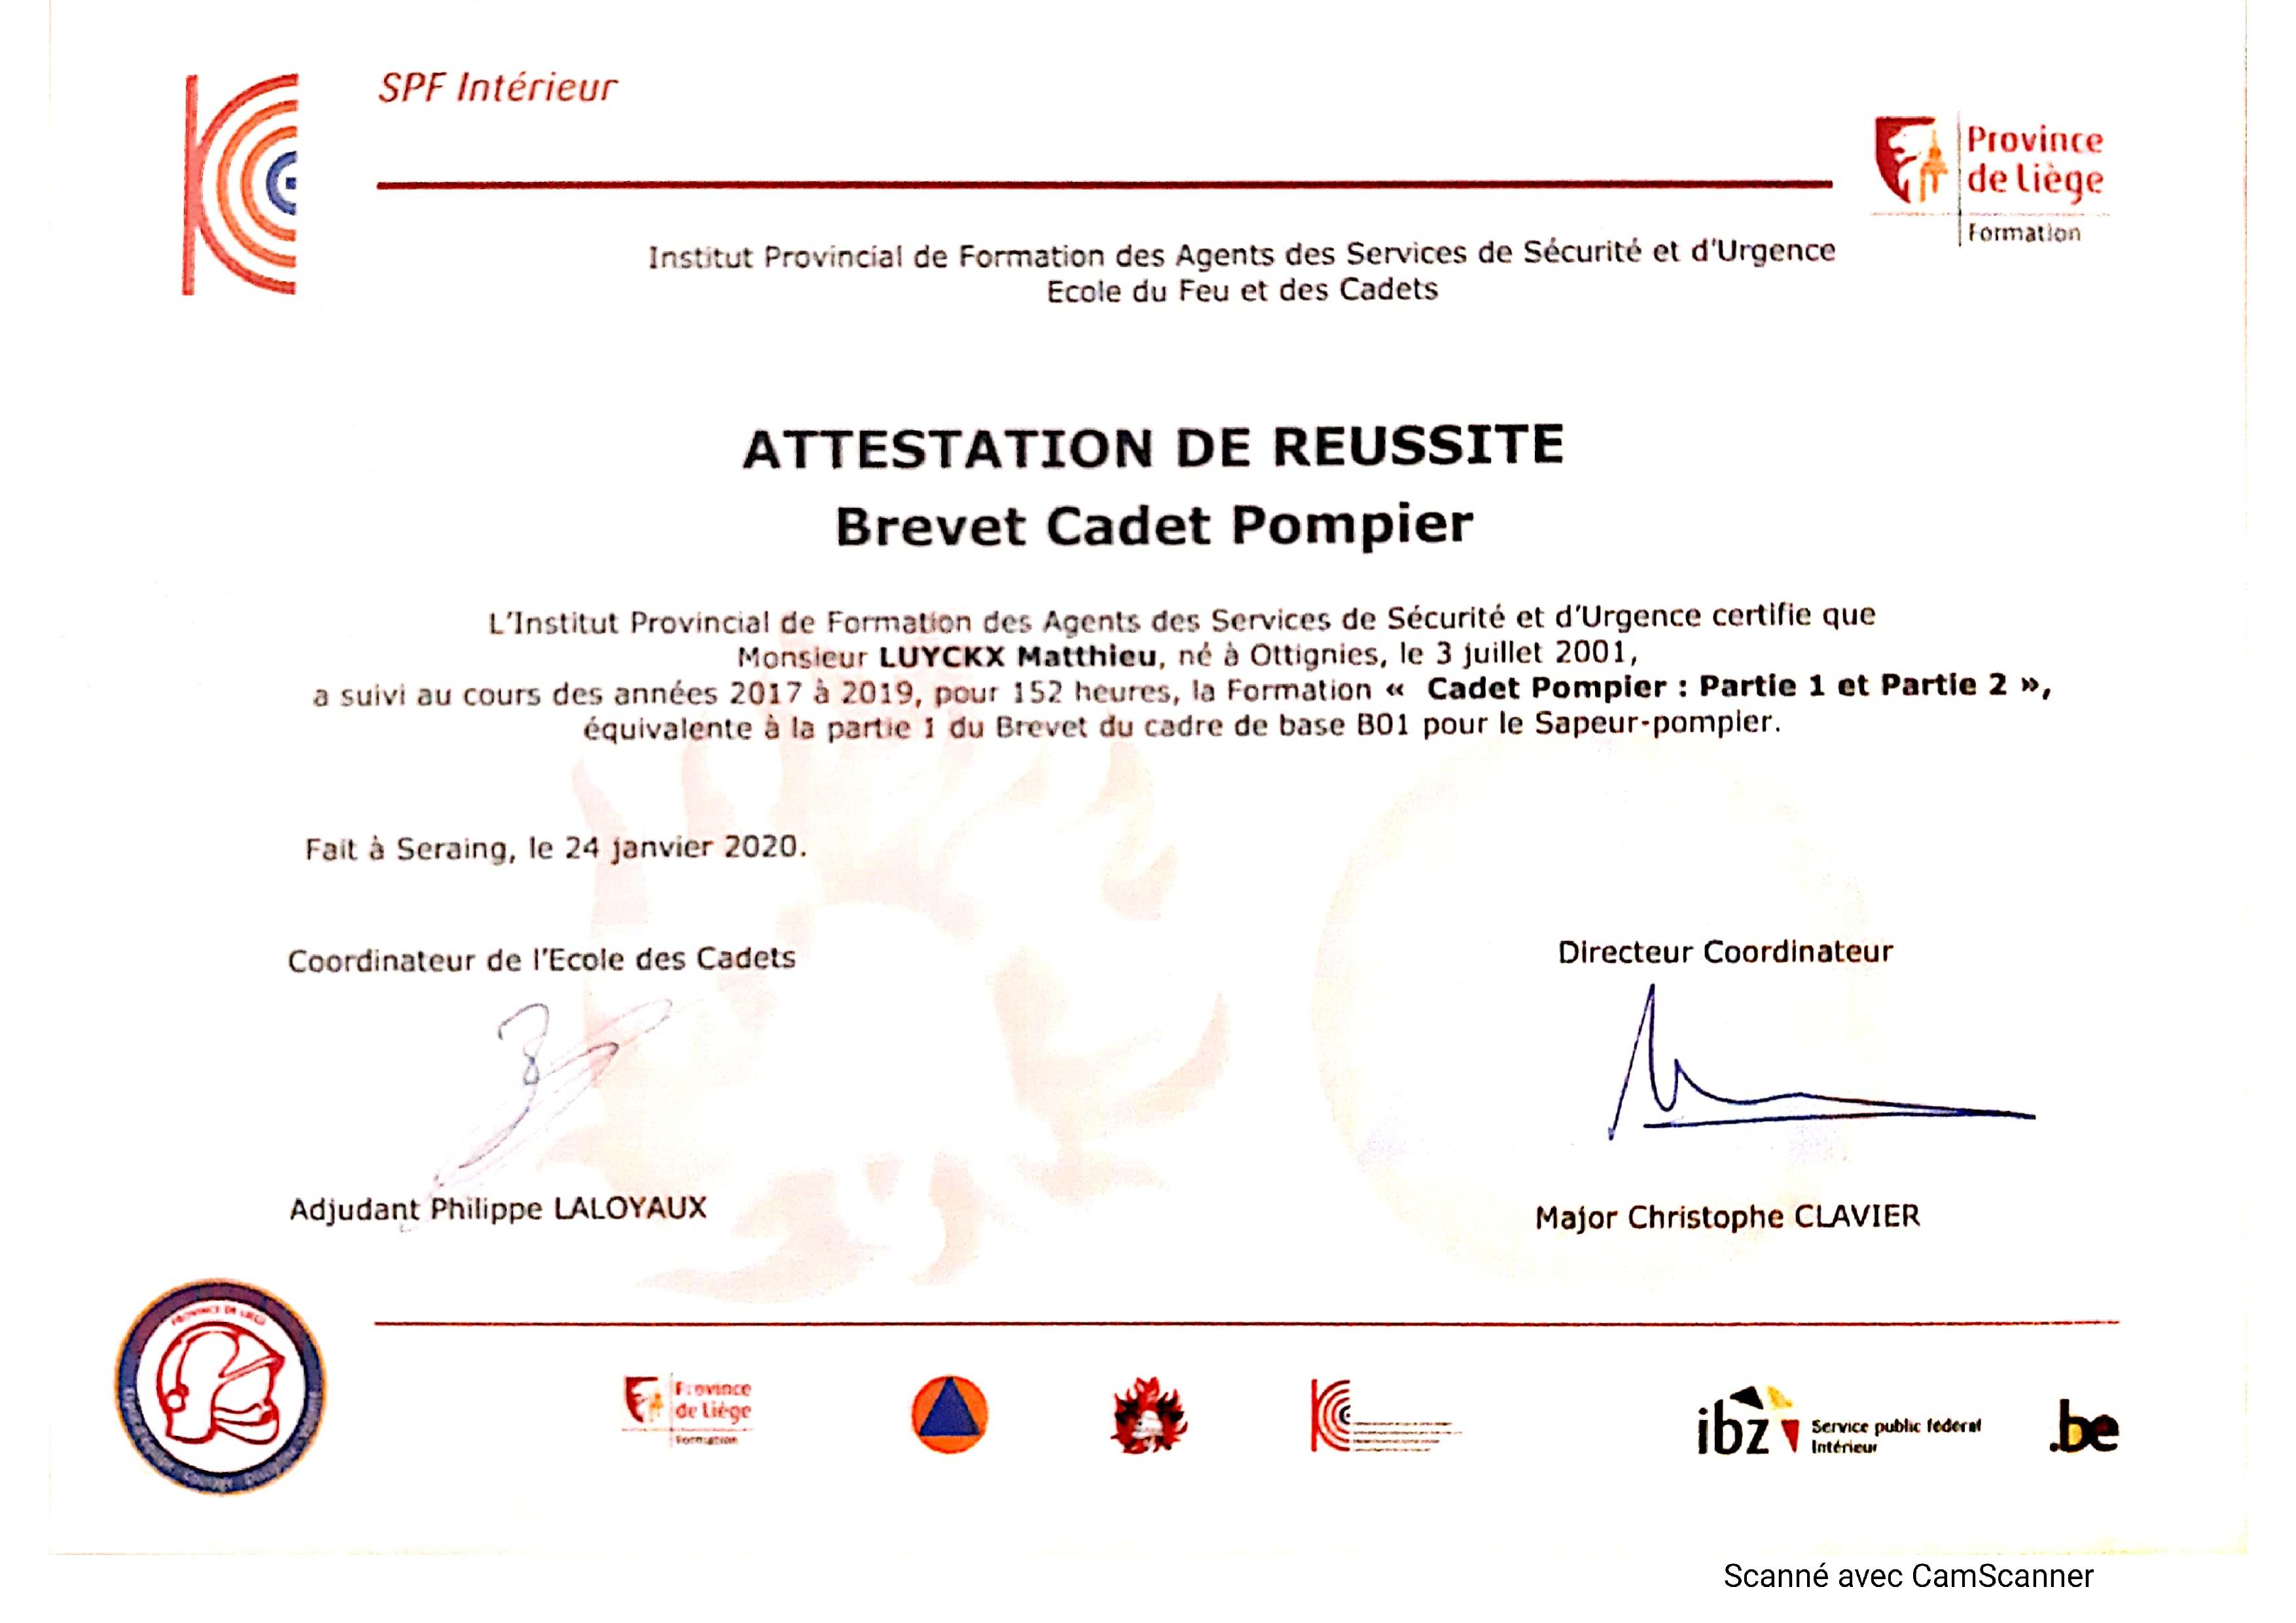 SPF Intérieur
Province
de Liège
Formation
Institut Provincial de Formation des Agents des Services de Sécurité et d'Urgence
Ecole du Feu et des Cadets
ATTESTATION DE REUSSITE
Brevet Cadet Pompier
L'Institut Provincial de Formation des Agents des Services de Sécurité et d'Urgence certifie que
Monsieur LUYCKX Matthieu, né à Ottignies, le 3 juillet 2001,
a suivi au cours des années 2017 à 2019, pour 152 heures, la Formation « Cadet Pompier : Partie 1 et Partie 2 »,
équivalente à la partie 1 du Brevet du cadre de base B01 pour le Sapeur-pompier.
Fait à Seraing, le 24 janvier 2020.
Coordinateur de l'Ecole des Cadets
Directeur Coordinateur
Adjudant Philippe LALOYAUX
Major Christophe CLAVIER
PROVINCE DE LIEGE
Province
de Liège
Formation
ibz
Service public fédéral
Intérieur
.be
Scanné avec CamScanner